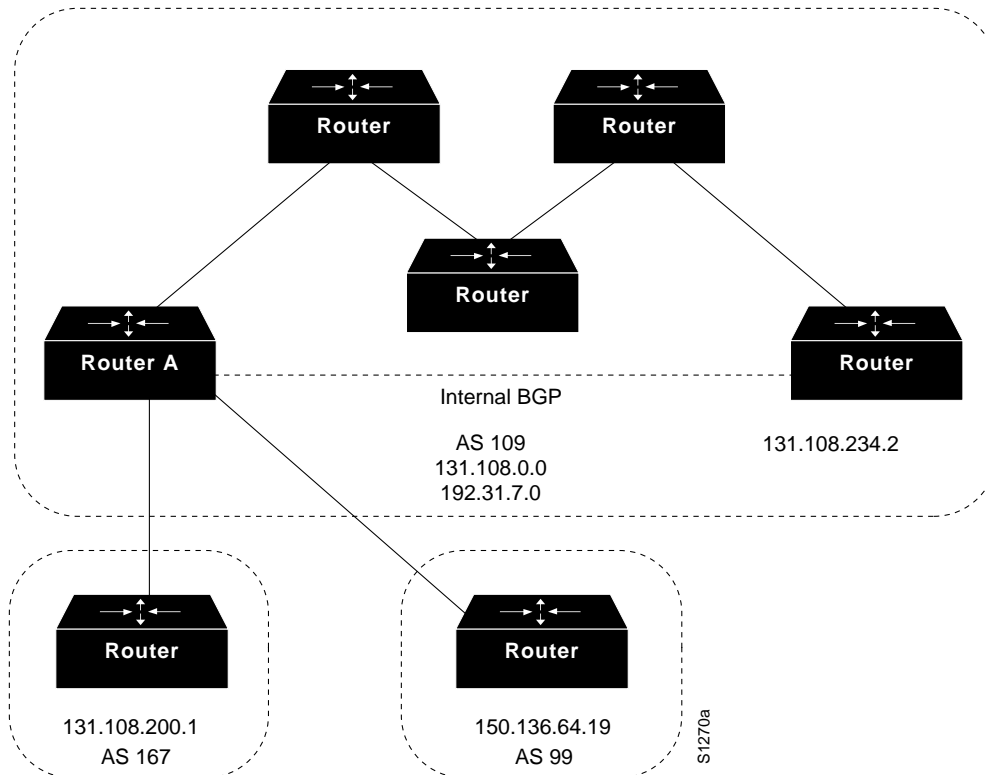 Router
Router
Router
Router A
Router
Internal BGP
AS 109
131.108.0.0
192.31.7.0
131.108.234.2
Router
Router
131.108.200.1
AS 167
150.136.64.19
AS 99
S1270a